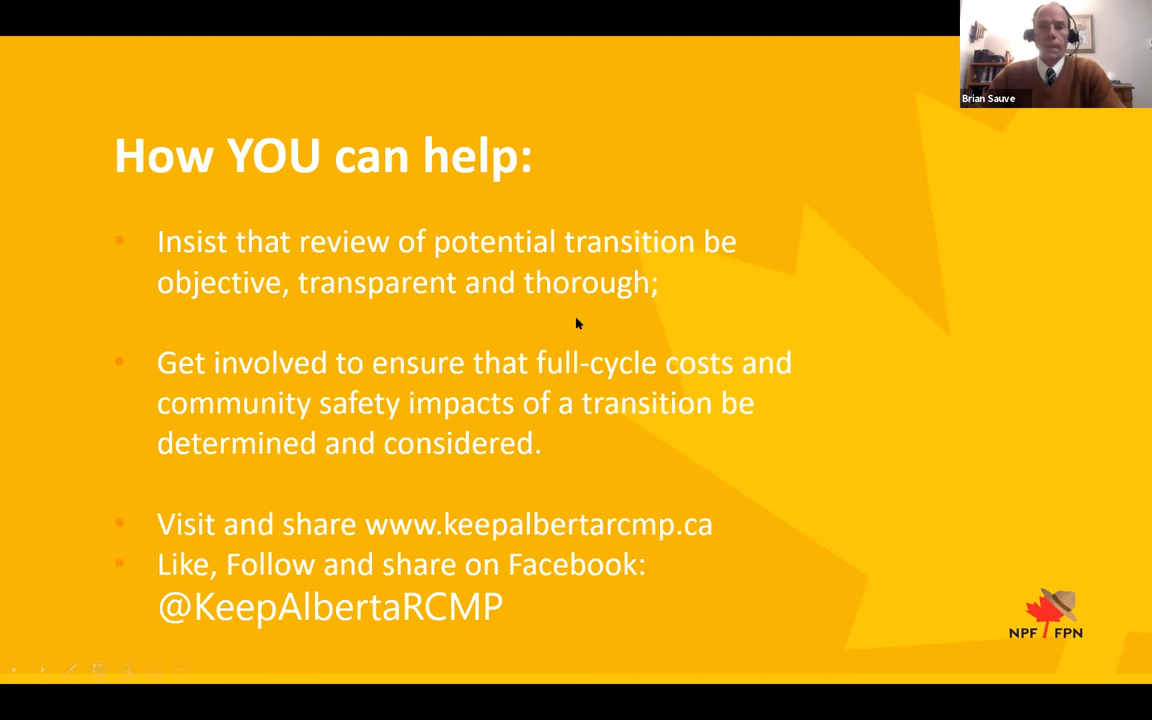 Brian Sauve
How YOU can help:
• Insist that review of potential transition be
objective, transparent and thorough;
• Get involved to ensure that full-cycle costs and
community safety impacts of a transition be
determined and considered.
• Visit and share www.keepalbertarcmp.ca
• Like, Follow and share on Facebook:
@KeepAlbertaRCMP
NPF FPN